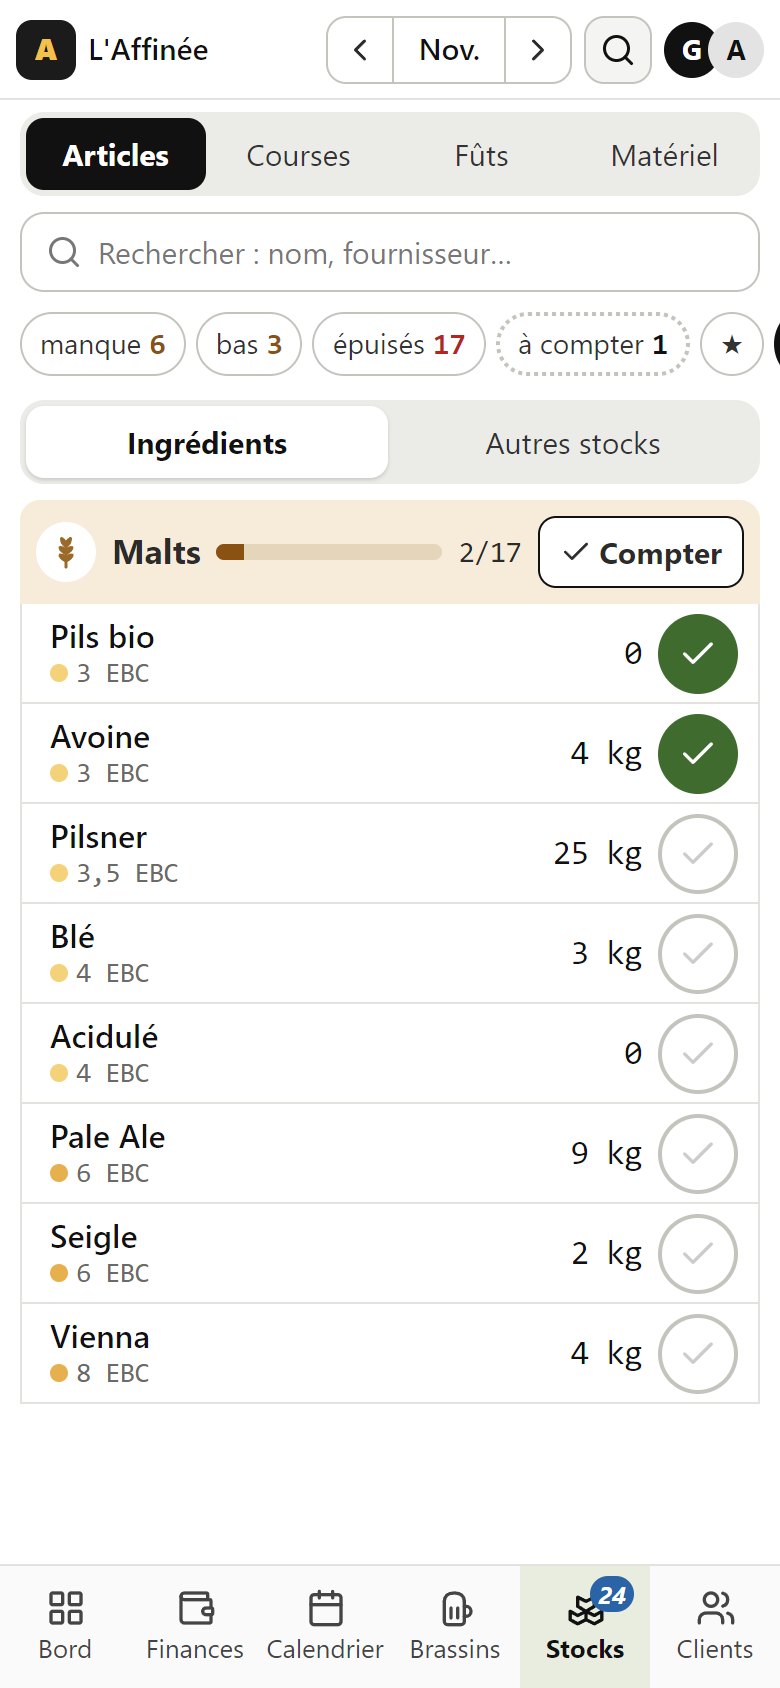 A L'Affinée Nov. G A
Articles Courses Fûts Matériel
Rechercher : nom, fournisseur...
manque 6 bas 3 épuisés 17 à compter 1 ★
Ingrédients Autres stocks
Malts 2/17 Compter
Pils bio
0
3 EBC
Avoine
4 kg
3 EBC
Pilsner
25 kg
3,5 EBC
Blé
3 kg
4 EBC
Acidulé
0
4 EBC
Pale Ale
9 kg
6 EBC
Seigle
2 kg
6 EBC
Vienna
4 kg
8 EBC
24
Bord Finances Calendrier Brassins Stocks Clients